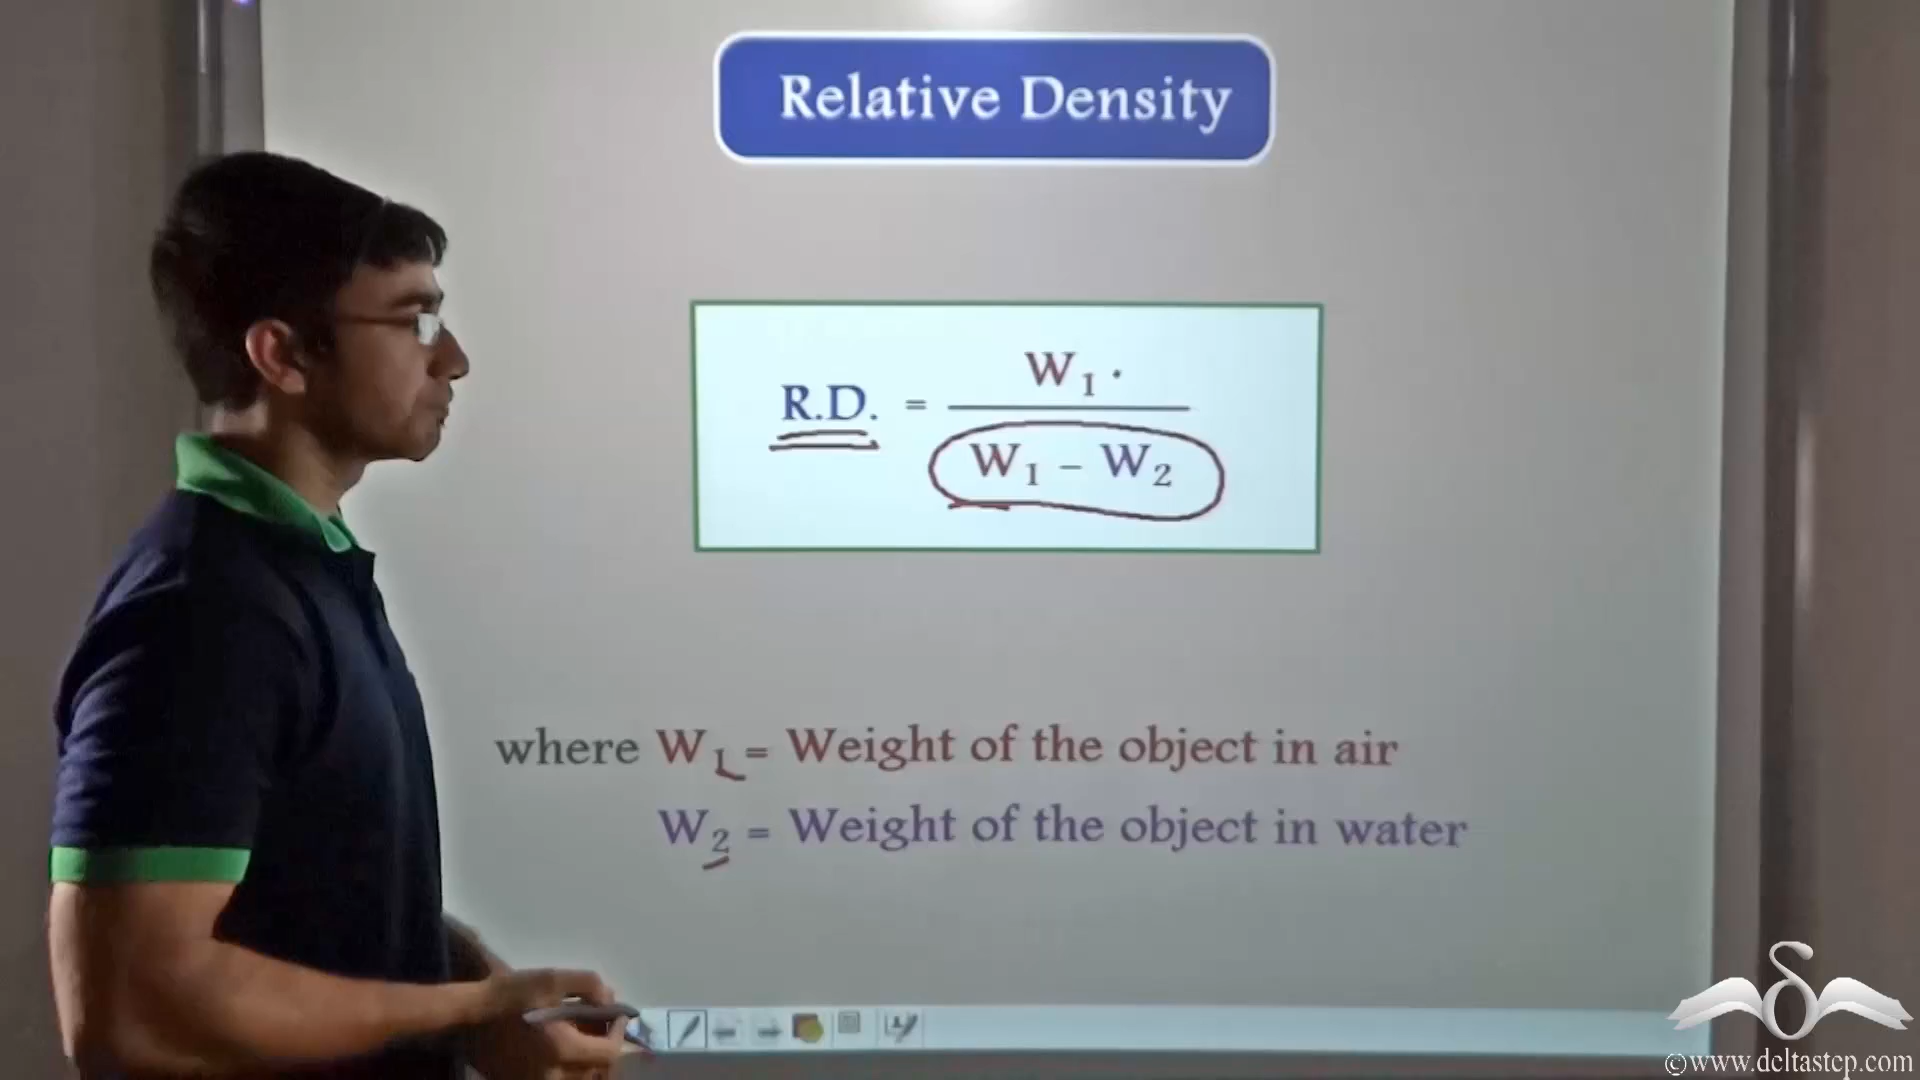 Relative Density
R.D. = W₁ / W₁ – W₂
where W₁ = Weight of the object in air
W₂ = Weight of the object in water
©www.deltastep.com